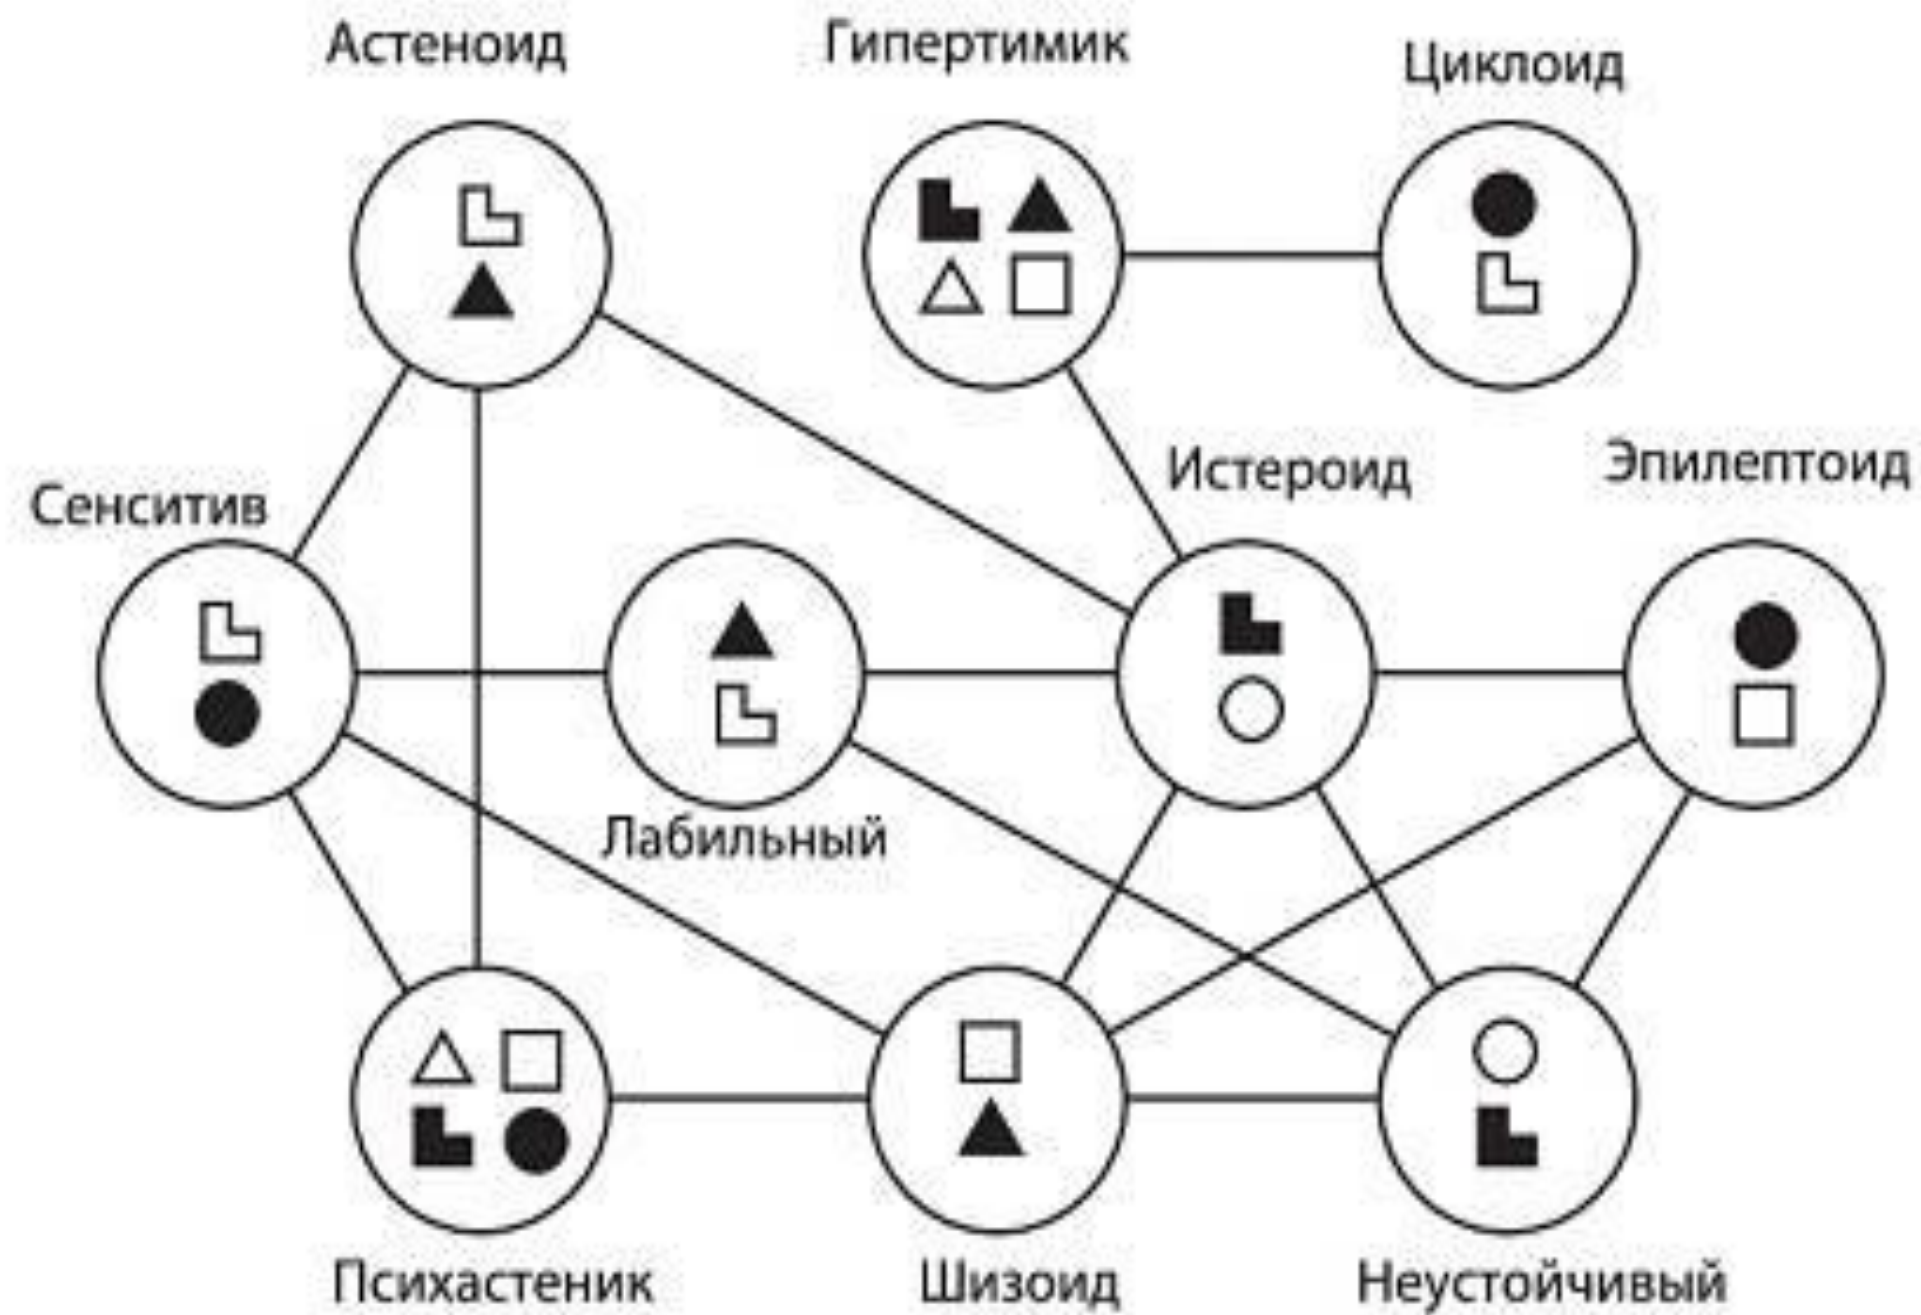 Астеноид
Гипертимик
Циклоид
Сенситив
Истероид
Эпилептоид
Лабильный
Психастеник
Шизоид
Неустойчивый